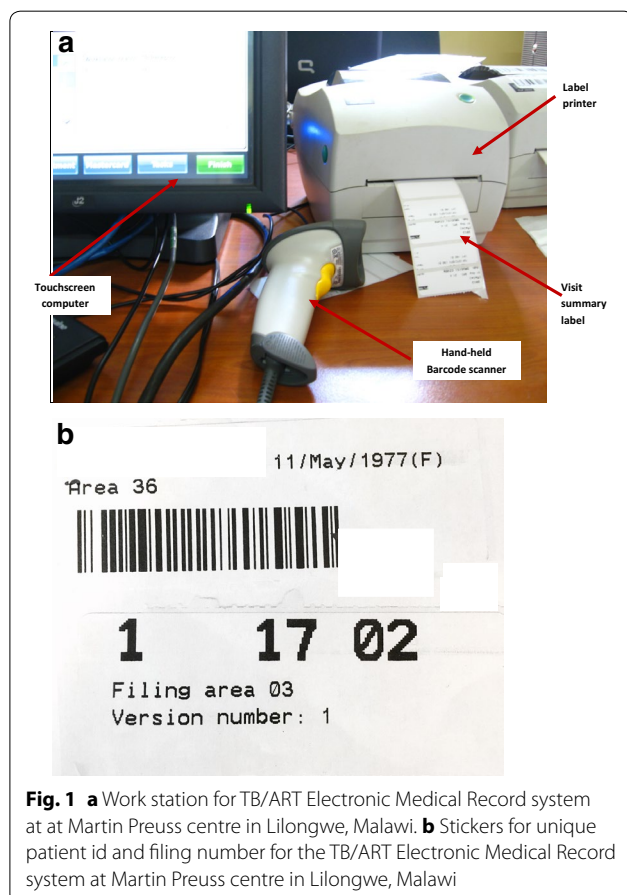 a
Label
printer
Finish
Touchscreen
computer
Visit
summary
label
Hand-held
Barcode scanner
b
11/May/1977(F)
Area 36
1 17 02
Filing area 03
Version number: 1
Fig. 1 a Work station for TB/ART Electronic Medical Record system
at at Martin Preuss centre in Lilongwe, Malawi. b Stickers for unique
patient id and filing number for the TB/ART Electronic Medical Record
system at Martin Preuss centre in Lilongwe, Malawi